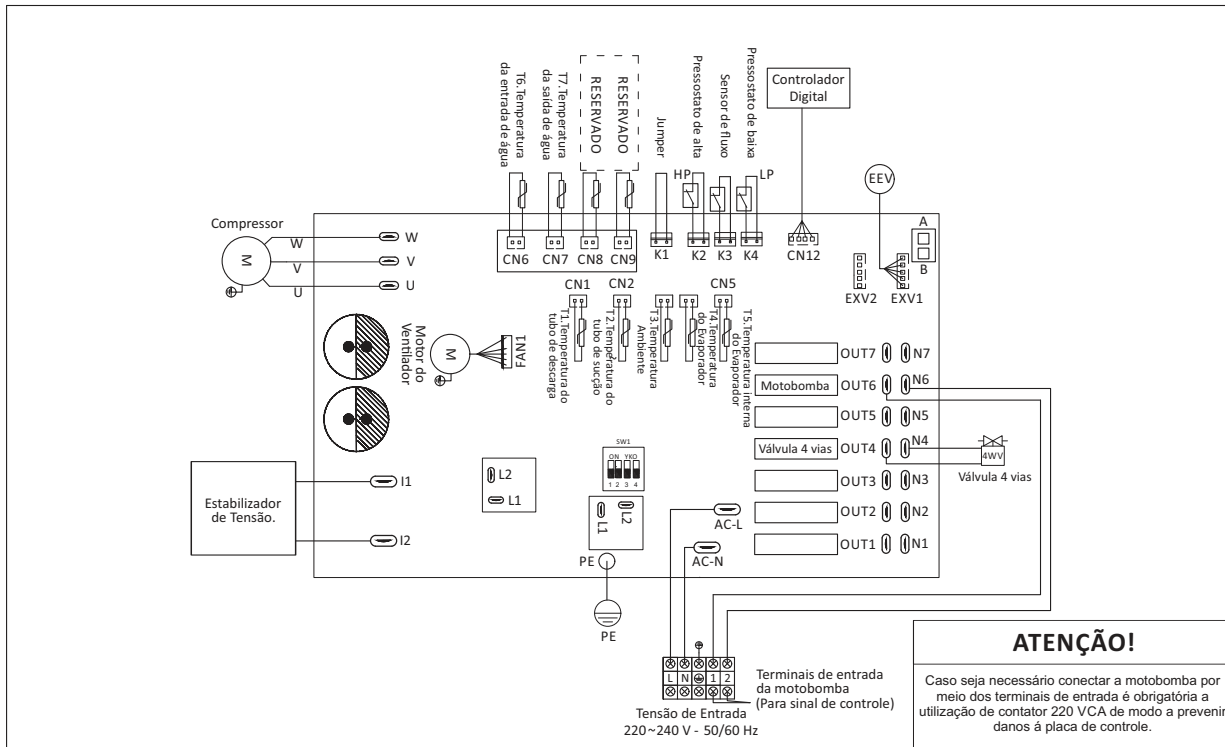 T6.Temperatura
da entrada de água
T7.Temperatura
da saída de água
RESERVADO
RESERVADO
Jumper
Pressostato de alta
Sensor de fluxo
Pressostato de baixa
Controlador
Digital
HP
LP
EEV
Compressor
M
W
V
U
W
V
U
CN6
CN7
CN8
CN9
K1
K2
K3
K4
CN12
A
B
EXV2
EXV1
CN1
CN2
CN5
T1.Temperatura do
tubo de descarga
T2.Temperatura do
tubo de sucção
T3.Temperatura
Ambiente
T4.Temperatura
do Evaporador
T5.Temperatura interna
do Evaporador
Motor do
Ventilador
M
FAN1
OUT7
N7
Motobomba
OUT6
N6
OUT5
N5
Válvula 4 vias
OUT4
N4
4WV
Válvula 4 vias
OUT3
N3
OUT2
N2
OUT1
N1
Estabilizador
de Tensão.
I1
I2
L2
L1
SW1
ON YKO
1 2 3 4
L1
L2
PE
PE
AC-L
AC-N
L N 1 2
Terminais de entrada
da motobomba
(Para sinal de controle)
Tensão de Entrada
220~240 V - 50/60 Hz
ATENÇÃO!
Caso seja necessário conectar a motobomba por
meio dos terminais de entrada é obrigatória a
utilização de contator 220 VCA de modo a prevenir
danos á placa de controle.